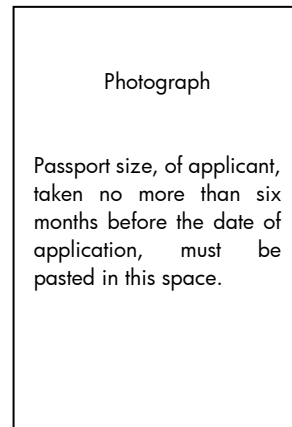 Photograph
Passport size, of applicant,
taken no more than six
months before the date of
application, must be
pasted in this space.